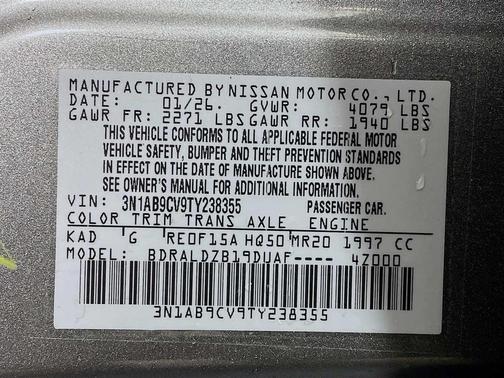 MANUFACTURED BY NISSAN MOTOR CO., LTD.
DATE: 01/26. GVWR: 4079 LBS
GAWR FR: 2271 LBS GAWR RR: 1940 LBS
THIS VEHICLE CONFORMS TO ALL APPLICABLE FEDERAL MOTOR
VEHICLE SAFETY, BUMPER AND THEFT PREVENTION STANDARDS
IN EFFECT ON THE DATE OF MANUFACTURE SHOWN ABOVE.
SEE OWNER'S MANUAL FOR ADDITIONAL INFORMATION.
VIN: 3N1AB9CV9TY238355 PASSENGER CAR.
COLOR TRIM TRANS AXLE ENGINE
KAD G RE0F15A HQ50 MR20 1997 CC
MODEL: BDRALDZB19DUAF---- 4Z000
3N1AB9CV9TY238355